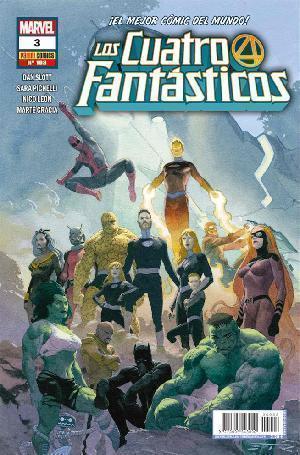 ¡EL MEJOR CÓMIC DEL MUNDO!
MARVEL
3
PANINI COMICS
Nº 103
LOS CUATRO
FANTÁSTICOS
DAN SLOTT
SARA PICHELLI
NICO LEON
MARTE GRACIA